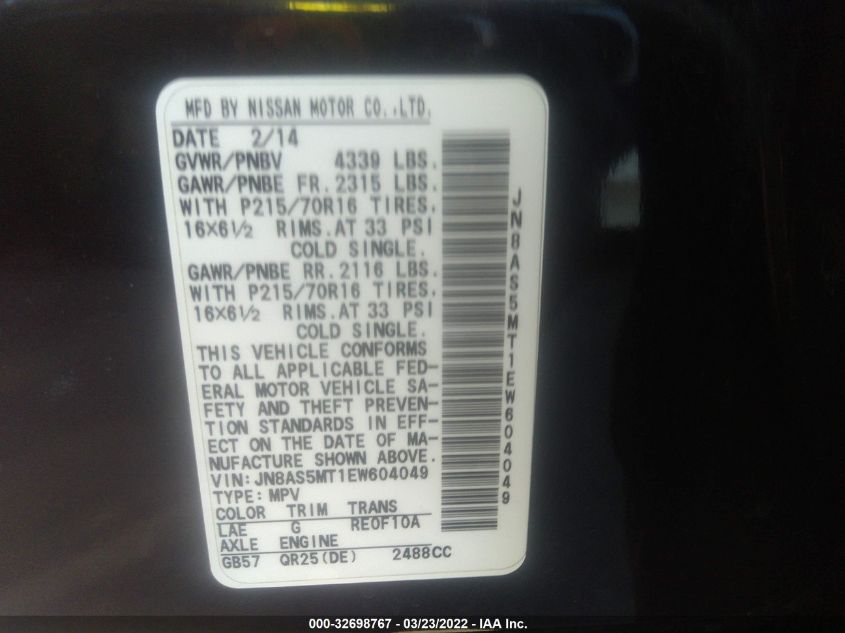 MFD BY NISSAN MOTOR CO.,LTD.
DATE 2/14
GVWR/PNBV 4339 LBS.
GAWR/PNBE FR.2315 LBS.
WITH P215/70R16 TIRES,
16X6½ RIMS.AT 33 PSI
COLD SINGLE.
GAWR/PNBE RR.2116 LBS.
WITH P215/70R16 TIRES,
16X6½ RIMS.AT 33 PSI
COLD SINGLE.
THIS VEHICLE CONFORMS
TO ALL APPLICABLE FED-
ERAL MOTOR VEHICLE SA-
FETY AND THEFT PREVEN-
TION STANDARDS IN EFF-
ECT ON THE DATE OF MA-
NUFACTURE SHOWN ABOVE.
VIN: JN8AS5MT1EW604049
TYPE: MPV
COLOR TRIM TRANS
LAE G RE0F10A
AXLE ENGINE
GB57 QR25(DE) 2488CC
JN8AS5MT1EW604049
000-32698767 - 03/23/2022 - IAA Inc.